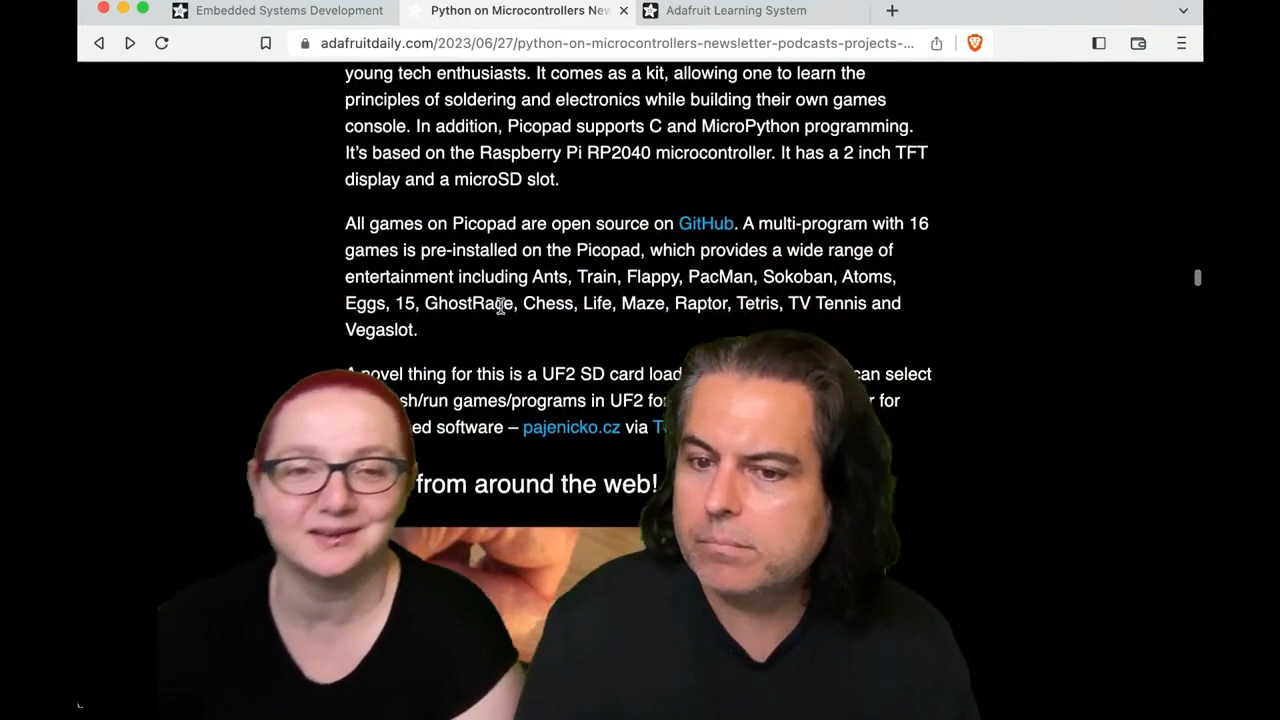 Embedded Systems Development
Python on Microcontrollers Nev
Adafruit Learning System
adafruitdaily.com/2023/06/27/python-on-microcontrollers-newsletter-podcasts-projects-...
young tech enthusiasts. It comes as a kit, allowing one to learn the
principles of soldering and electronics while building their own games
console. In addition, Picopad supports C and MicroPython programming.
It’s based on the Raspberry Pi RP2040 microcontroller. It has a 2 inch TFT
display and a microSD slot.
All games on Picopad are open source on GitHub. A multi-program with 16
games is pre-installed on the Picopad, which provides a wide range of
entertainment including Ants, Train, Flappy, PacMan, Sokoban, Atoms,
Eggs, 15, GhostRace, Chess, Life, Maze, Raptor, Tetris, TV Tennis and
Vegaslot.
A novel thing for this is a UF2 SD card load can select
sh/run games/programs in UF2 for
ed software – pajenicko.cz via
from around the web!